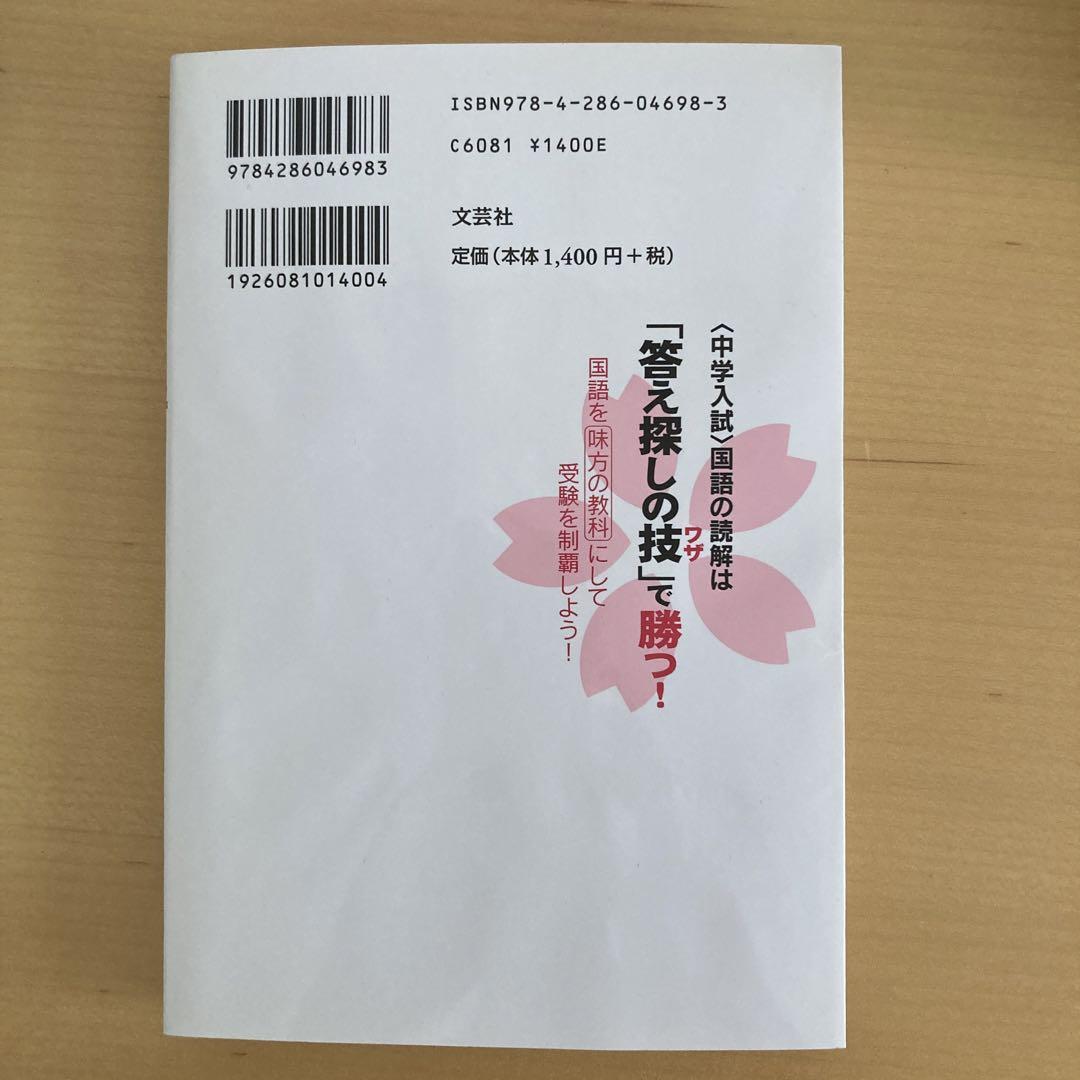 ISBN978-4-286-04698-3
C6081 ¥1400E
9784286046983
文芸社
定価(本体1,400円+税)
1926081014004
〈中学入試〉国語の読解は
「答え探しの技」で勝つ!
ワザ
国語を味方の教科にして
受験を制覇しよう!